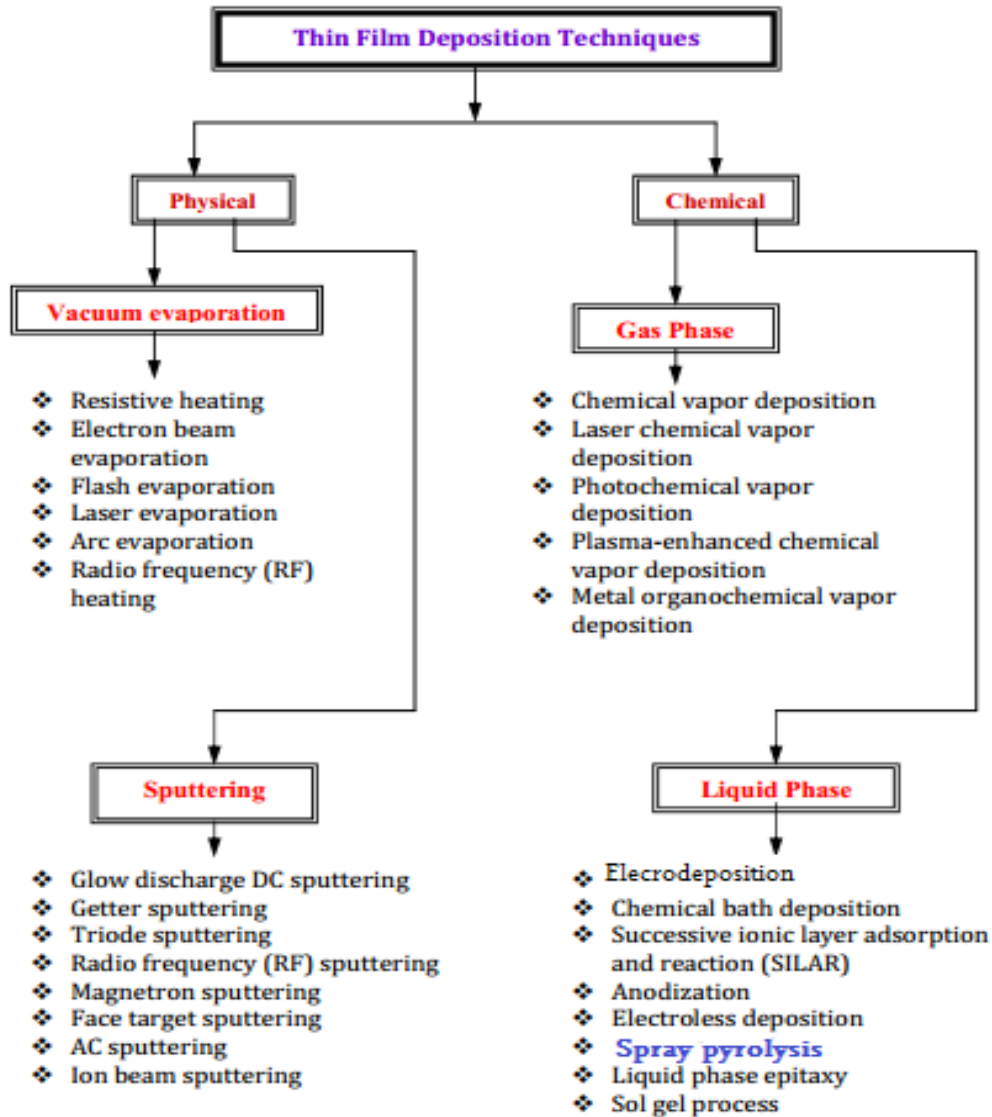 Thin Film Deposition Techniques
Physical
Chemical
Vacuum evaporation
Gas Phase
❖ Resistive heating
❖ Electron beam
evaporation
❖ Flash evaporation
❖ Laser evaporation
❖ Arc evaporation
❖ Radio frequency (RF)
heating
❖ Chemical vapor deposition
❖ Laser chemical vapor
deposition
❖ Photochemical vapor
deposition
❖ Plasma-enhanced chemical
vapor deposition
❖ Metal organochemical vapor
deposition
Sputtering
Liquid Phase
❖ Glow discharge DC sputtering
❖ Getter sputtering
❖ Triode sputtering
❖ Radio frequency (RF) sputtering
❖ Magnetron sputtering
❖ Face target sputtering
❖ AC sputtering
❖ Ion beam sputtering
❖ Elecrodeposition
❖ Chemical bath deposition
❖ Successive ionic layer adsorption
and reaction (SILAR)
❖ Anodization
❖ Electroless deposition
❖ Spray pyrolysis
❖ Liquid phase epitaxy
❖ Sol gel process